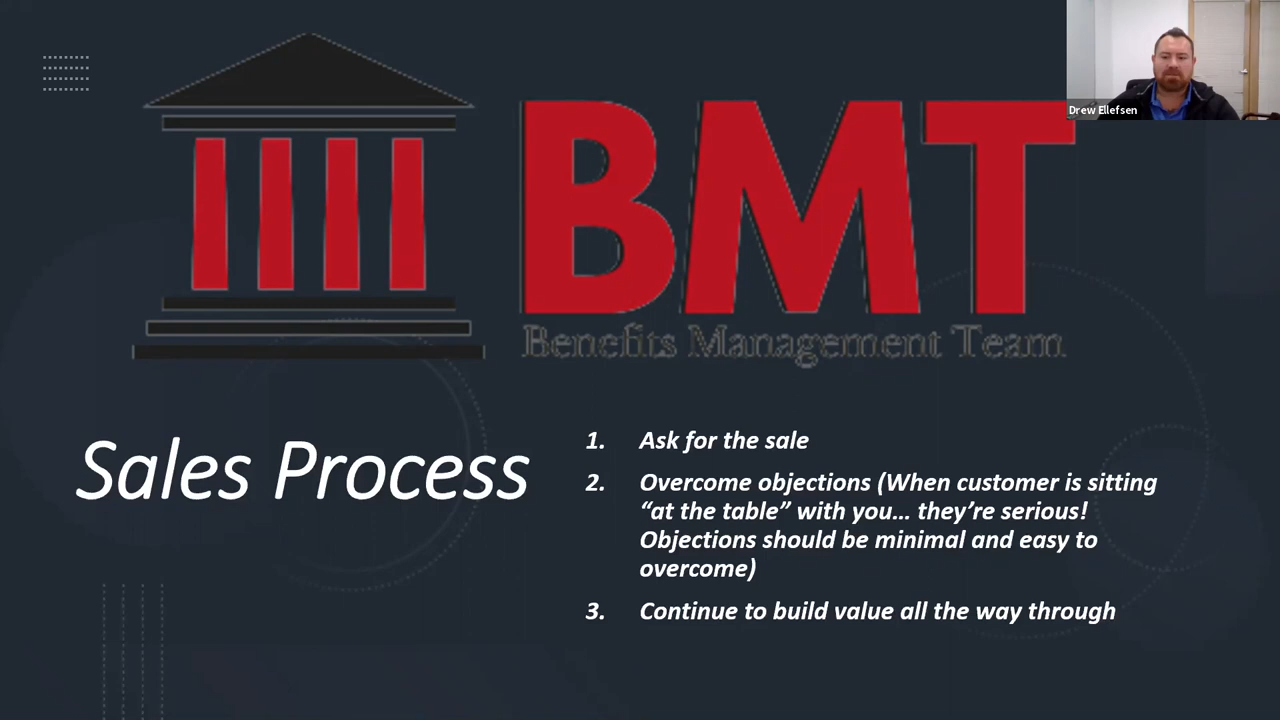 Drew Ellefsen
BMT
Benefits Management Team
Sales Process
1. Ask for the sale
2. Overcome objections (When customer is sitting
“at the table” with you... they’re serious!
Objections should be minimal and easy to
overcome)
3. Continue to build value all the way through